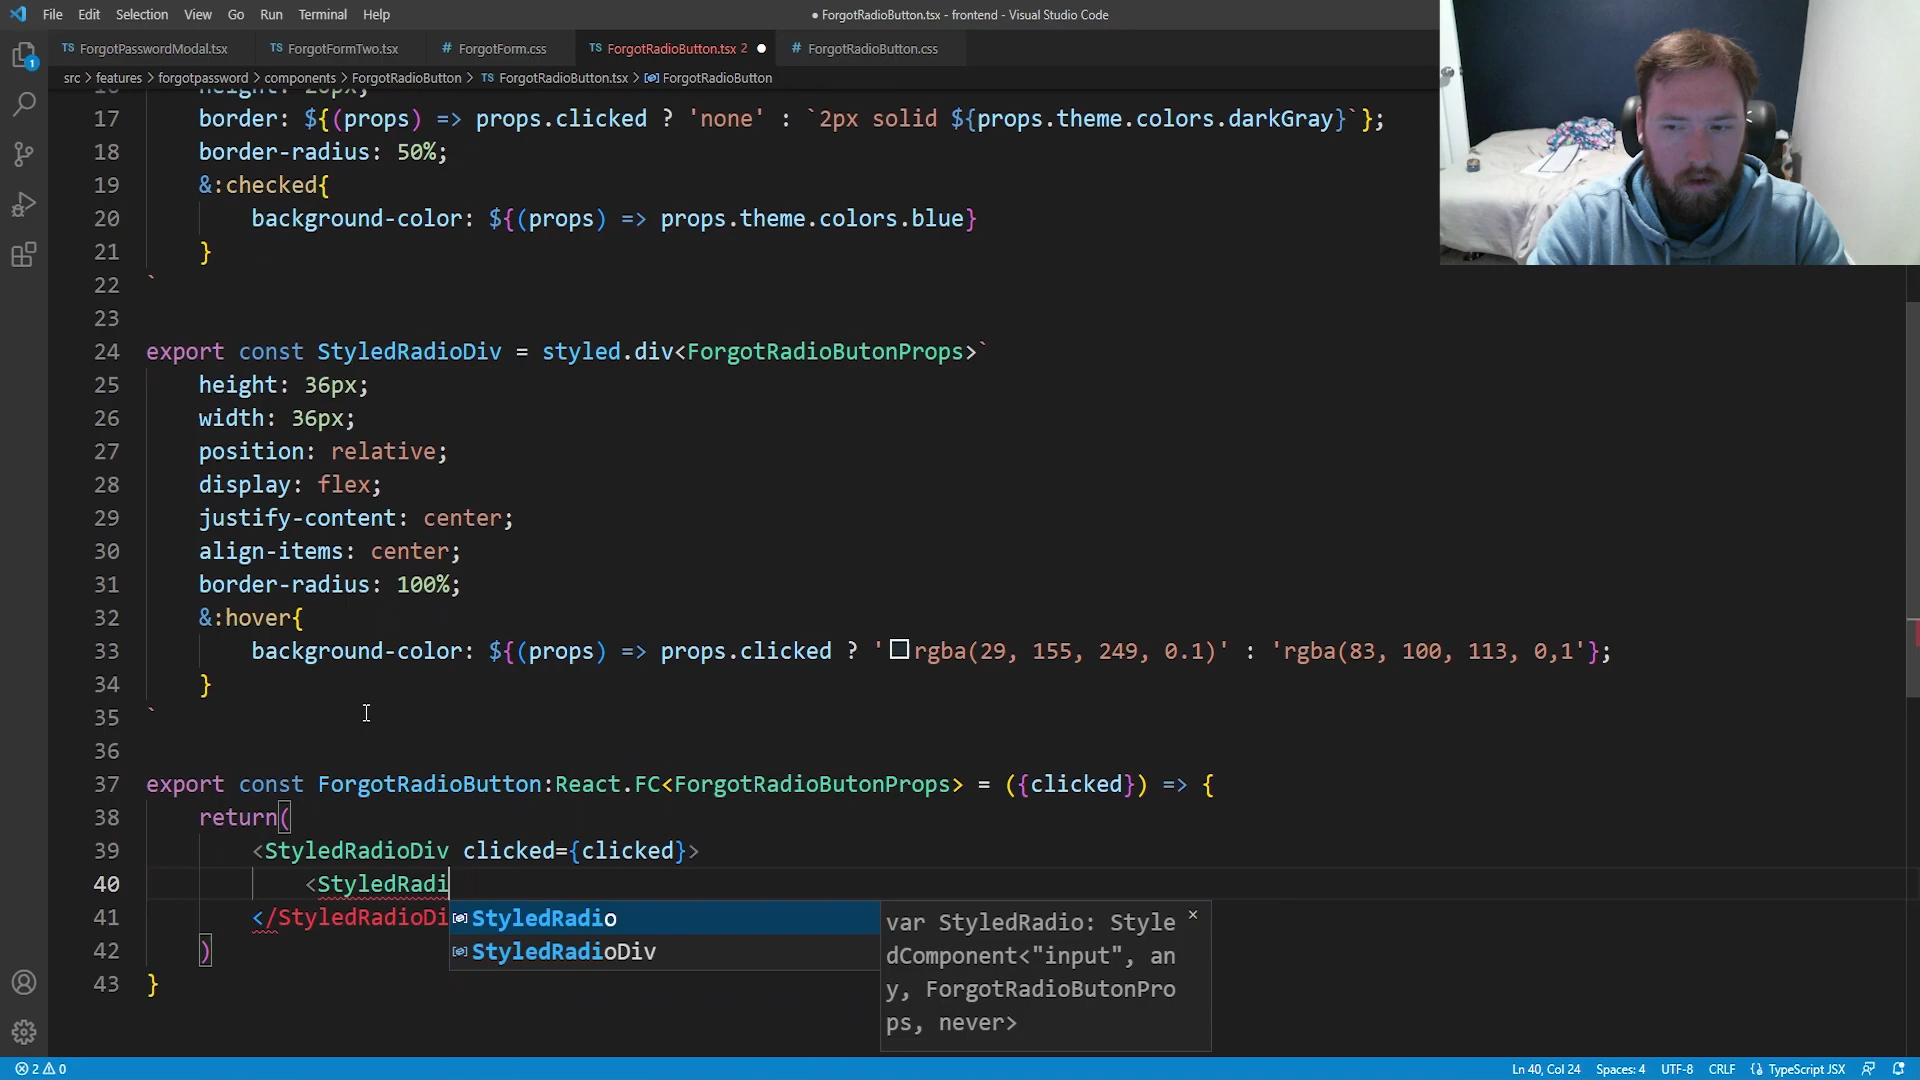 File Edit Selection View Go Run Terminal Help
● ForgotRadioButton.tsx - frontend - Visual Studio Code
TS ForgotPasswordModal.tsx TS ForgotFormTwo.tsx # ForgotForm.css TS ForgotRadioButton.tsx 2 ● # ForgotRadioButton.css
1
src > features > forgotpassword > components > ForgotRadioButton > TS ForgotRadioButton.tsx > ForgotRadioButton
17 border: ${(props) => props.clicked ? 'none' : `2px solid ${props.theme.colors.darkGray}`};
18 border-radius: 50%;
19 &:checked{
20 background-color: ${(props) => props.theme.colors.blue}
21 }
22 `
23
24 export const StyledRadioDiv = styled.div<ForgotRadioButonProps>`
25 height: 36px;
26 width: 36px;
27 position: relative;
28 display: flex;
29 justify-content: center;
30 align-items: center;
31 border-radius: 100%;
32 &:hover{
33 background-color: ${(props) => props.clicked ? 'rgba(29, 155, 249, 0.1)' : 'rgba(83, 100, 113, 0,1'};
34 }
35 `
36
37 export const ForgotRadioButton:React.FC<ForgotRadioButonProps> = ({clicked}) => {
38 return(
39 <StyledRadioDiv clicked={clicked}>
40 <StyledRadi
41 </StyledRadioDi
42 )
43 }
StyledRadio
StyledRadioDiv
var StyledRadio: Style
dComponent<"input", an
y, ForgotRadioButonPro
ps, never>
×
2 0
Ln 40, Col 24 Spaces: 4 UTF-8 CRLF {} TypeScript JSX